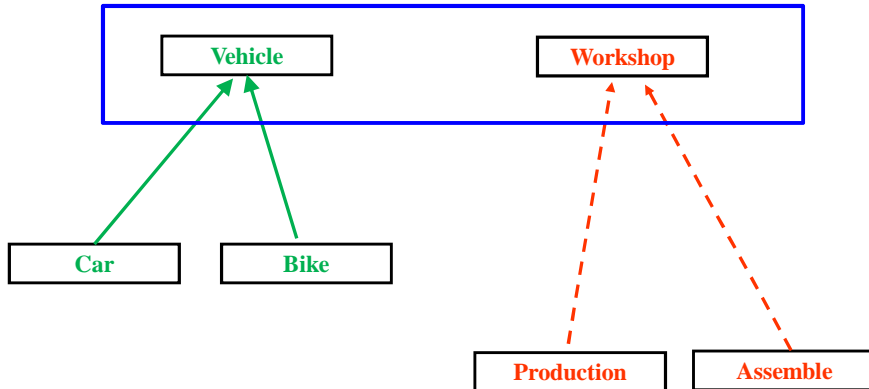 Vehicle
Workshop
Car
Bike
Production
Assemble